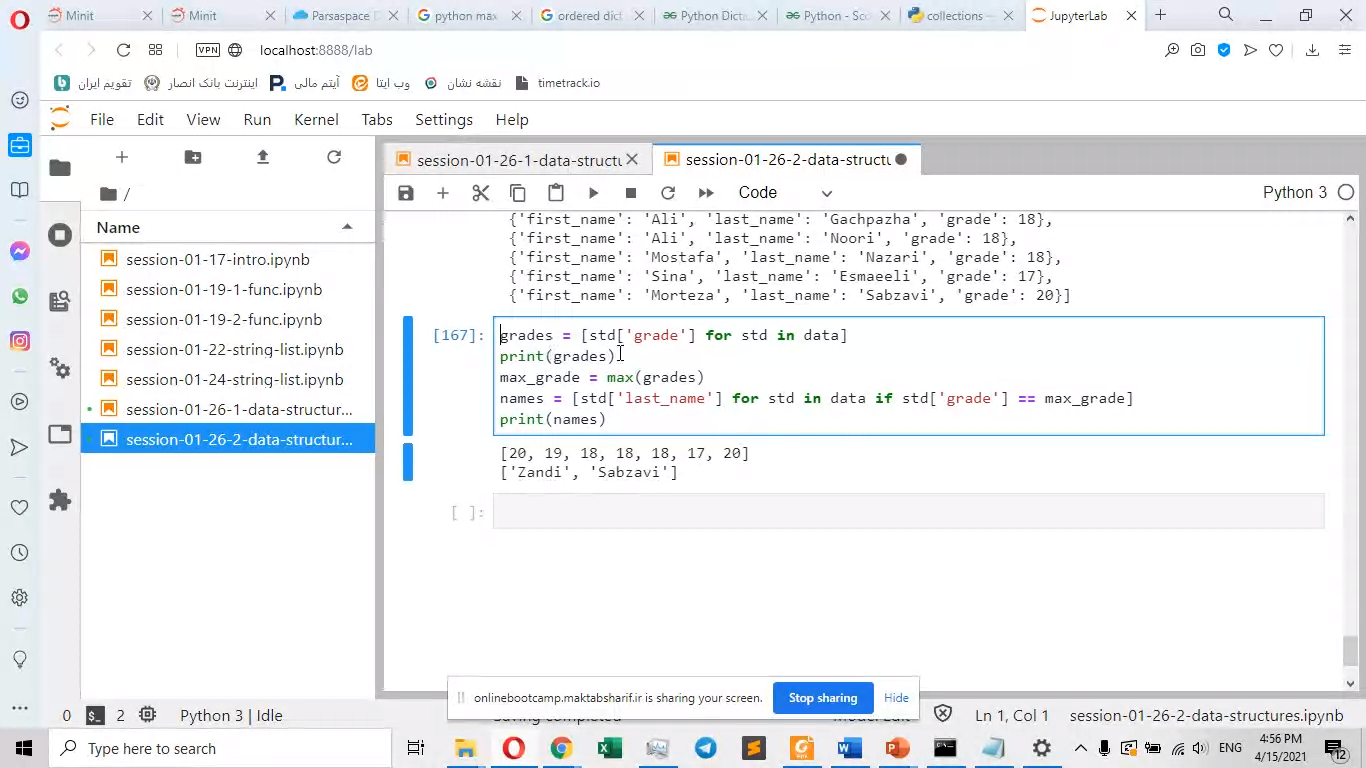 Minit
Minit
Parsaspace D
python max
ordered dict
Python Dictio
Python - Sc
collections —
JupyterLab
VPN
localhost:8888/lab
تقویم ایران
اینترنت بانک انصار
آیتم مالی
وب ایتا
نقشه نشان
timetrack.io
File Edit View Run Kernel Tabs Settings Help
session-01-26-1-data-structu
session-01-26-2-data-structu
/
Code
Python 3
Name
session-01-17-intro.ipynb
session-01-19-1-func.ipynb
session-01-19-2-func.ipynb
session-01-22-string-list.ipynb
session-01-24-string-list.ipynb
session-01-26-1-data-structur...
session-01-26-2-data-structur...
{'first_name': 'Ali', 'last_name': 'Gachpazha', 'grade': 18},
{'first_name': 'Ali', 'last_name': 'Noori', 'grade': 18},
{'first_name': 'Mostafa', 'last_name': 'Nazari', 'grade': 18},
{'first_name': 'Sina', 'last_name': 'Esmaeeli', 'grade': 17},
{'first_name': 'Morteza', 'last_name': 'Sabzavi', 'grade': 20}]
[167]:
grades = [std['grade'] for std in data]
print(grades)
max_grade = max(grades)
names = [std['last_name'] for std in data if std['grade'] == max_grade]
print(names)
[20, 19, 18, 18, 18, 17, 20]
['Zandi', 'Sabzavi']
[ ]:
onlinebootcamp.maktabsharif.ir is sharing your screen.
Stop sharing
Hide
0
2
Python 3 | Idle
Saving completed
Ln 1, Col 1
session-01-26-2-data-structures.ipynb
Type here to search
ENG
4:56 PM
4/15/2021
12